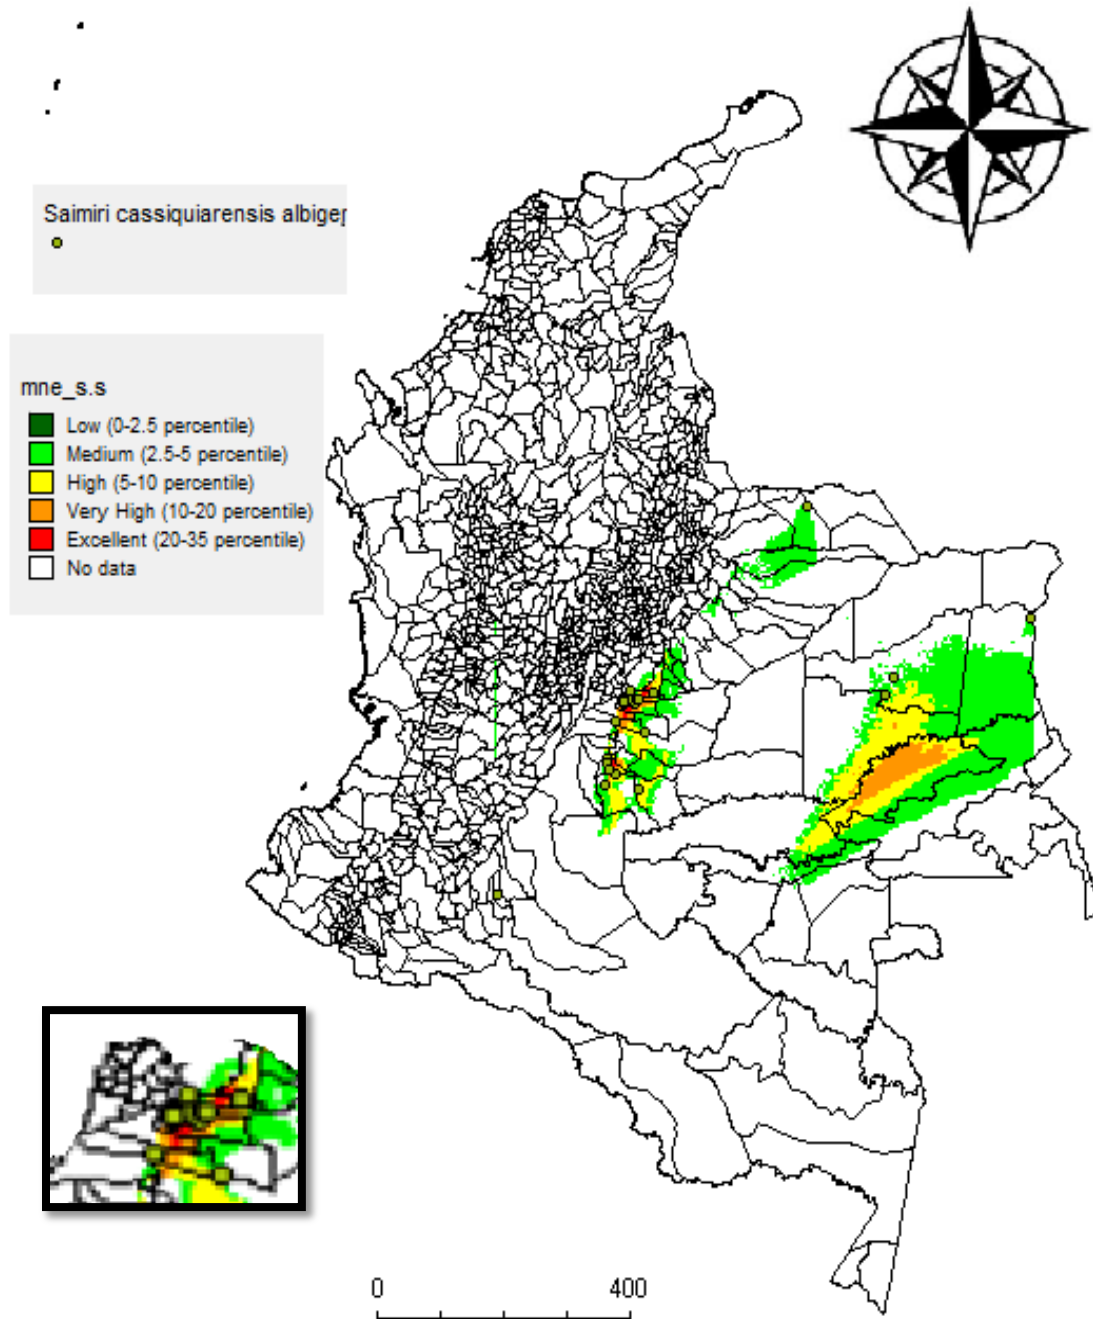 Saimiri cassiquiarensis
mne_s.s
Low (0-2.5 percentile)
Medium (2.5-5 percentile)
High (5-10 percentile)
Very High (10-20 percentile)
Excellent (20-35 percentile)
No data
0 400